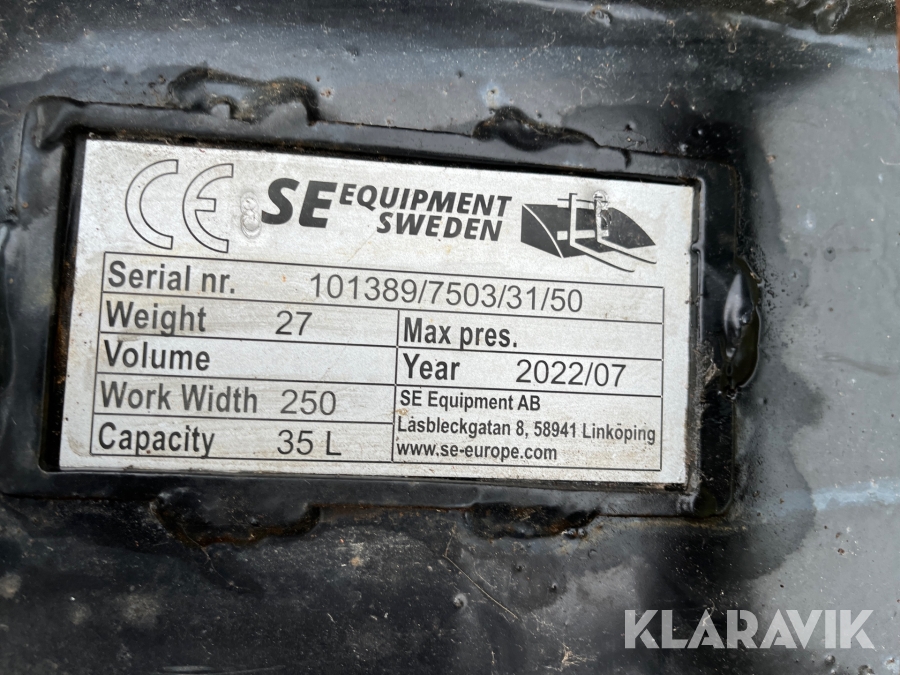 CE SE EQUIPMENT
SWEDEN
Serial nr. 101389/7503/31/50
Weight 27 Max pres.
Volume Year 2022/07
Work Width 250 SE Equipment AB
Låsbleckgatan 8, 58941 Linköping
Capacity 35 L www.se-europe.com
KLARAVIK